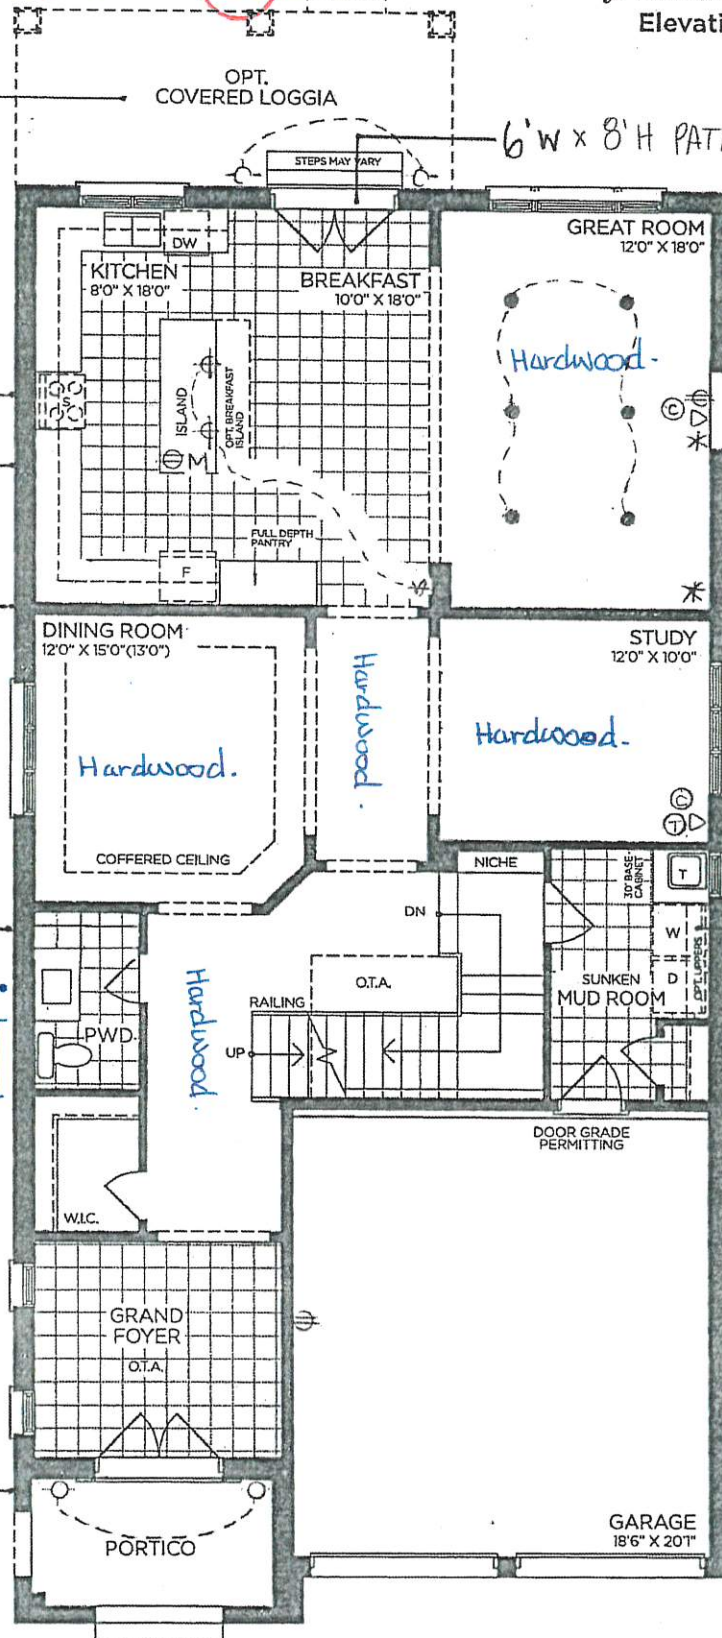 Elevati
OPT.
COVERED LOGGIA
6'W x 8'H PAT
STEPS MAY VARY
DW
KITCHEN
8'0" X 18'0"
BREAKFAST
10'0" X 18'0"
GREAT ROOM
12'0" X 18'0"
Hardwood.
S
ISLAND
OPT. BREAKFAST
ISLAND
C
M
FULL DEPTH
PANTRY
F
DINING ROOM
12'0" X 15'0"(13'0")
STUDY
12'0" X 10'0"
Hardwood.
Hardwood.
Hardwood.
C
T
COFFERED CEILING
NICHE
30" BASE
CABINET
T
DN
W
O.T.A.
SUNKEN
MUD ROOM
D
OPT. UPPERS
RAILING
PWD.
Hardwood.
UP
DOOR GRADE
PERMITTING
W.I.C.
GRAND
FOYER
O.T.A.
PORTICO
GARAGE
18'6" X 20'1"